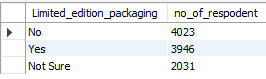 Limited_edition_packaging no_of_respodent
No 4023
Yes 3946
Not Sure 2031